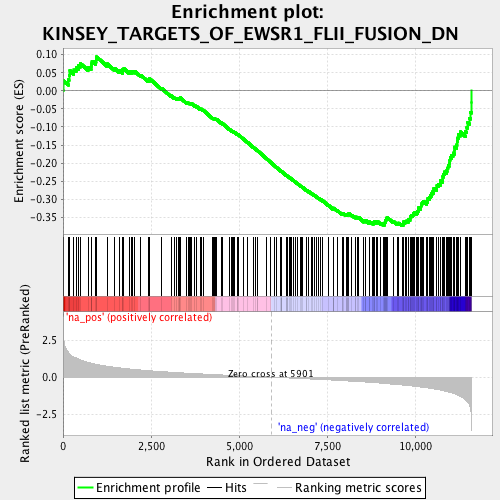 Enrichment plot:
KINSEY_TARGETS_OF_EWSR1_FLII_FUSION_DN
Enrichment score (ES)
0.10
0.05
0.00
-0.05
-0.10
-0.15
-0.20
-0.25
-0.30
-0.35
'na_pos' (positively correlated)
Ranked list metric (PreRanked)
2.5
0.0
-2.5
Zero cross at 5901
'na_neg' (negatively correlated)
0
2,500
5,000
7,500
10,000
Rank in Ordered Dataset
Enrichment profile
Hits
Ranking metric scores